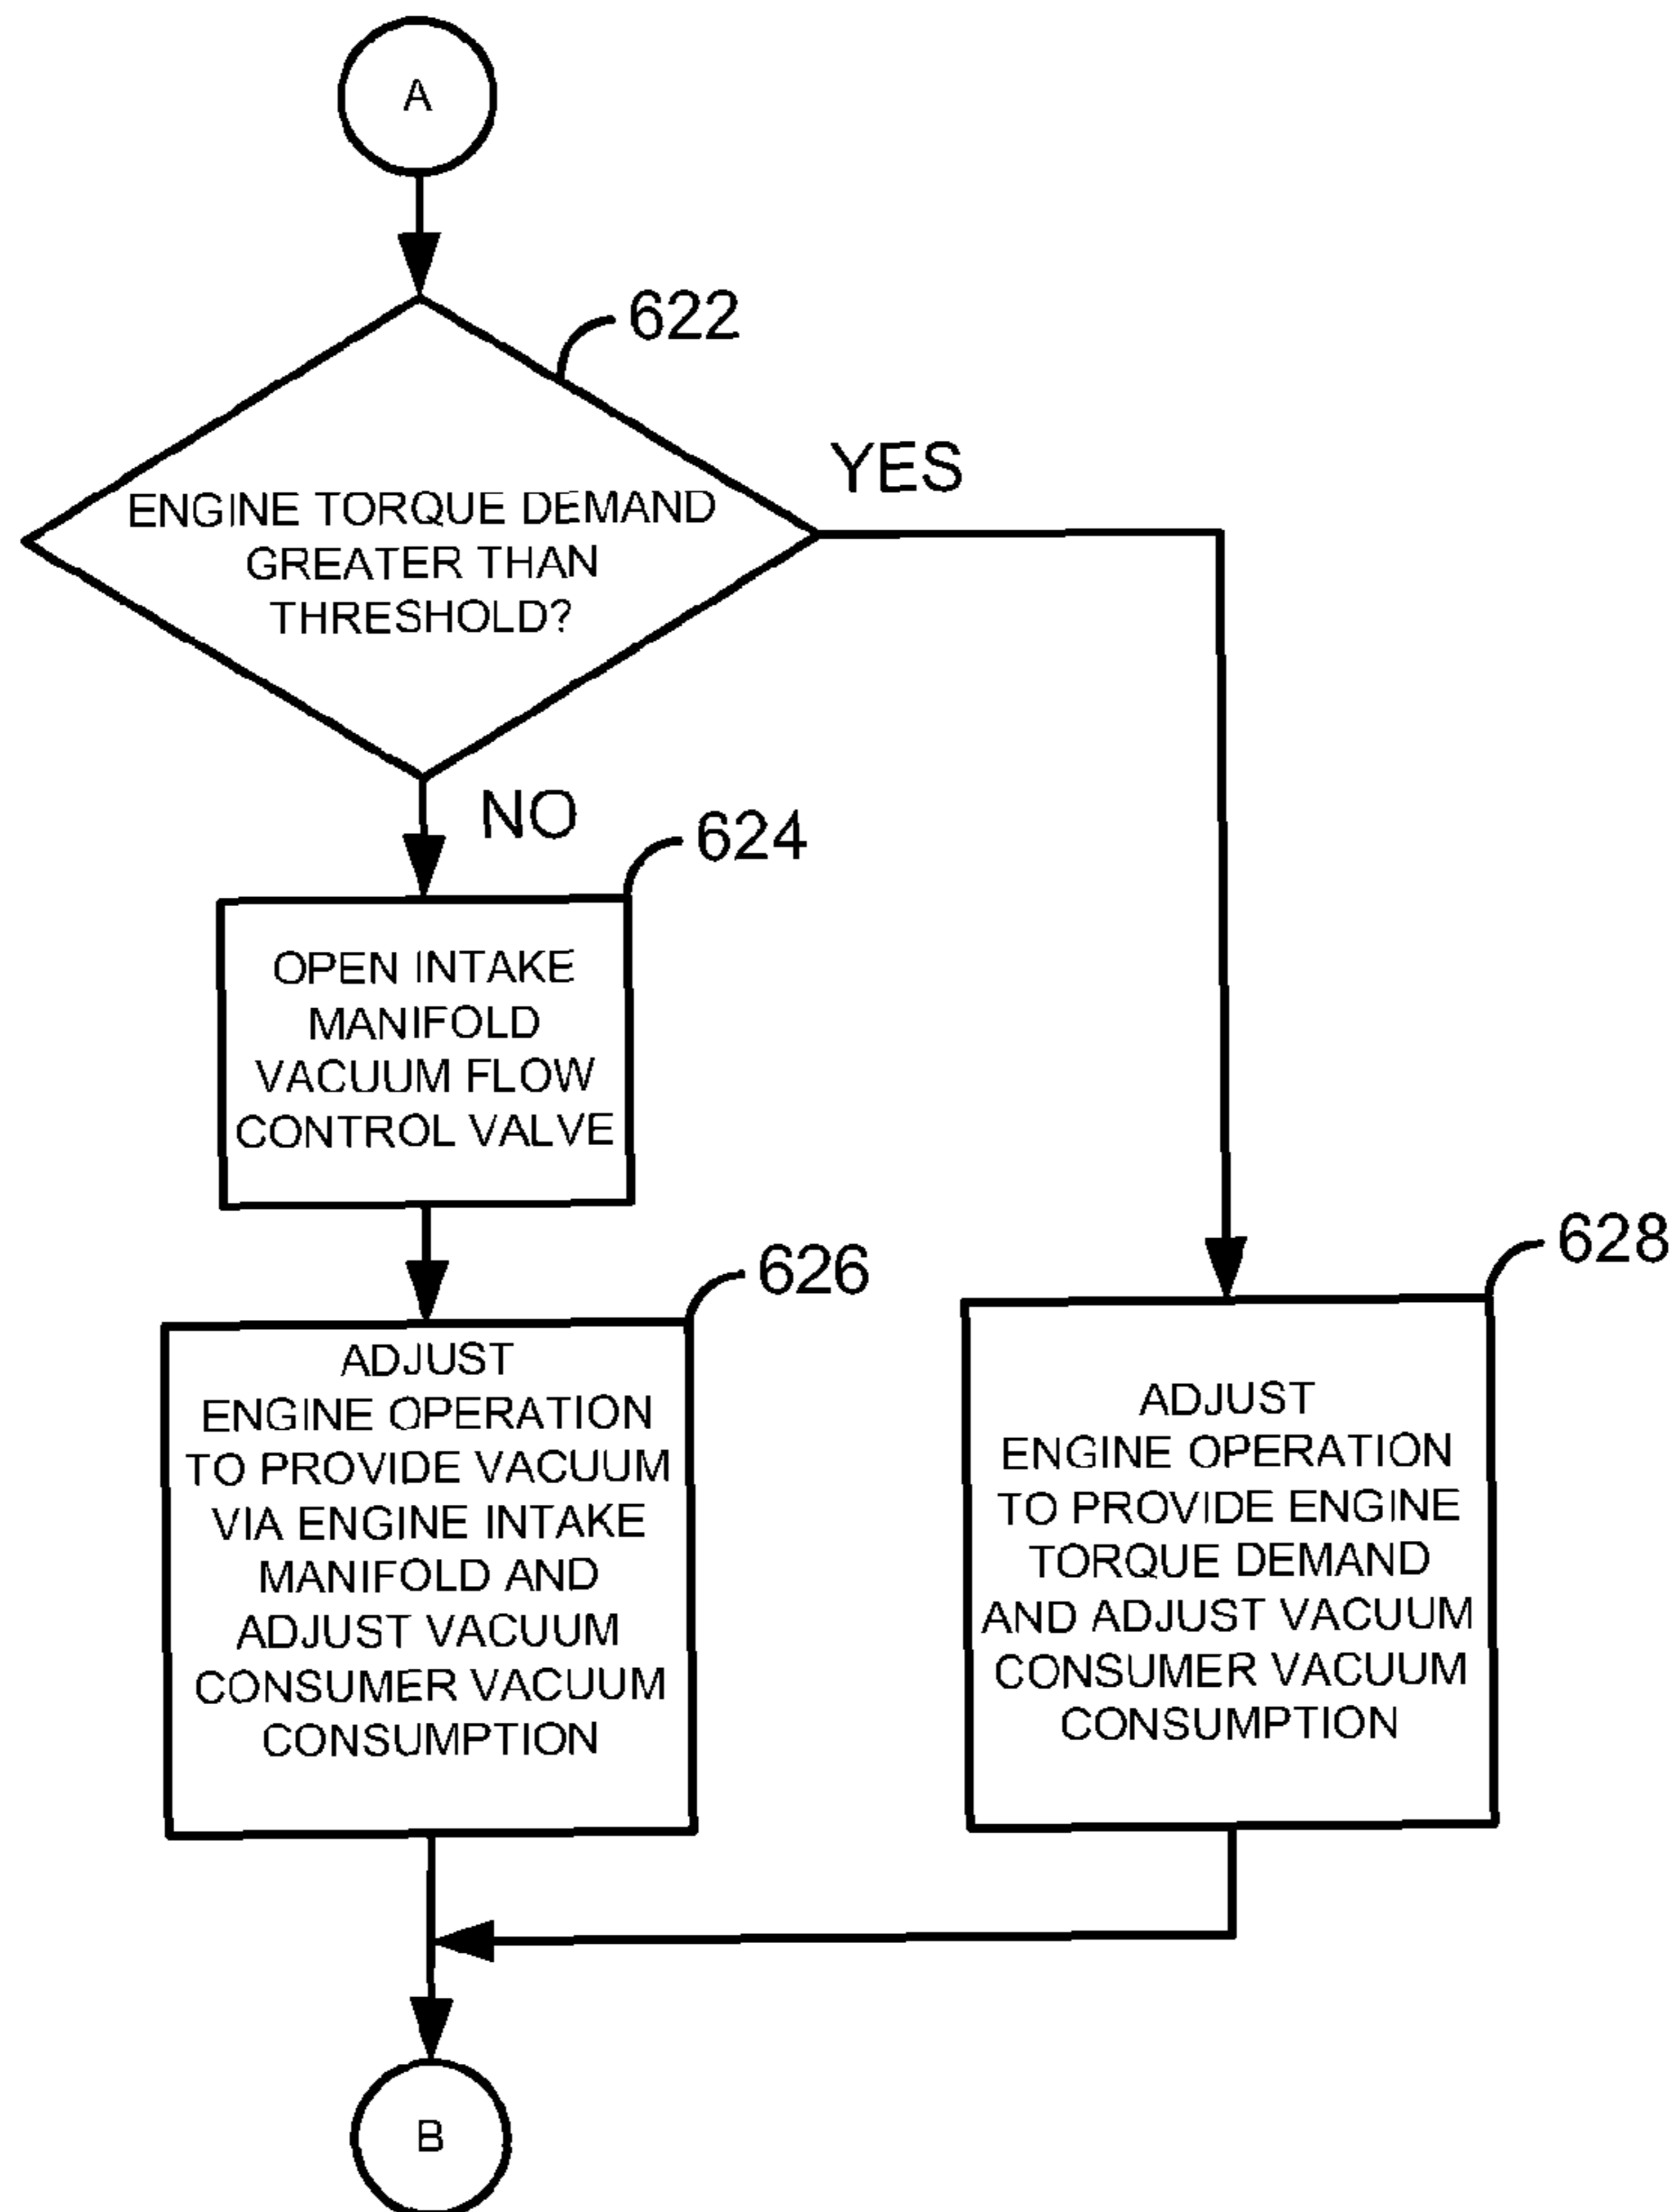 A
622
ENGINE TORQUE DEMAND
GREATER THAN
THRESHOLD?
YES
NO
624
OPEN INTAKE
MANIFOLD
VACUUM FLOW
CONTROL VALVE
626
ADJUST
ENGINE OPERATION
TO PROVIDE VACUUM
VIA ENGINE INTAKE
MANIFOLD AND
ADJUST VACUUM
CONSUMER VACUUM
CONSUMPTION
628
ADJUST
ENGINE OPERATION
TO PROVIDE ENGINE
TORQUE DEMAND
AND ADJUST VACUUM
CONSUMER VACUUM
CONSUMPTION
B